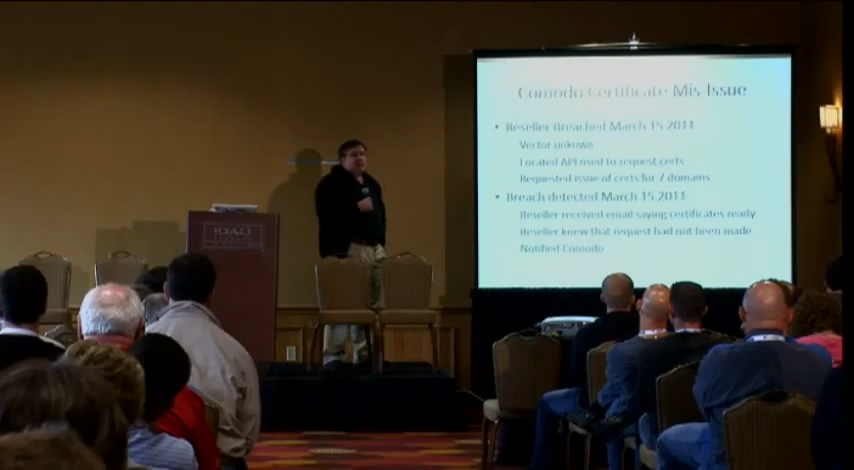 Comodo Certificate Mis-Issue
• Reseller Breached March 15 2011
Vector unkown
Located API used to request certs
Requested issue of certs for 7 domains
• Breach detected March 15 2011
Reseller received email saying certificates ready
Reseller knew that request had not been made
Notified Comodo
HYATT